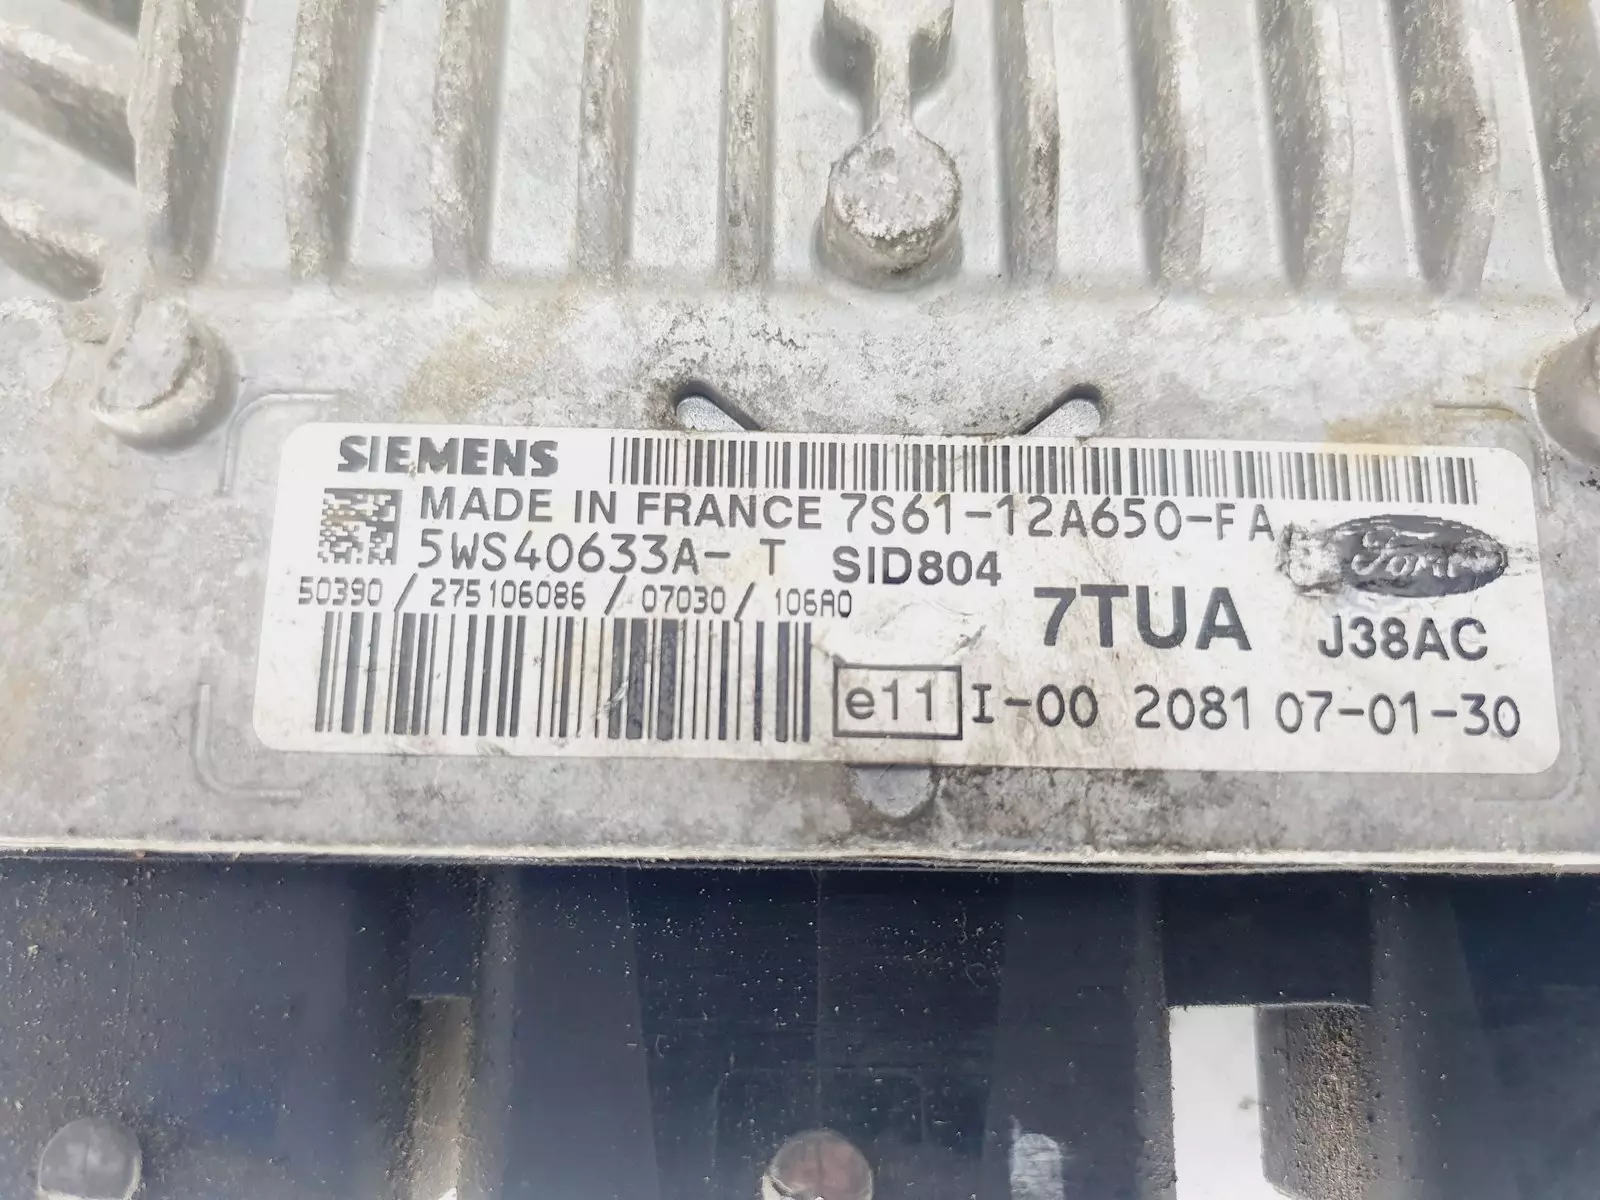 SIEMENS
MADE IN FRANCE 7S61-12A650-FA
Ford
5WS40633A-T SID804
50390 / 275106086 / 07030 / 106A0
7TUA J38AC
e11 I-00 2081 07-01-30